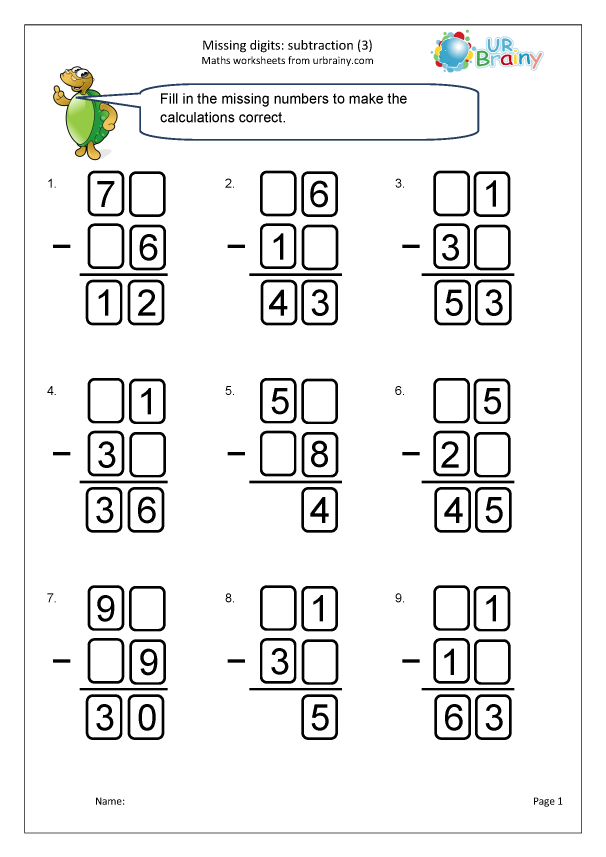 Missing digits: subtraction (3)
Maths worksheets from urbrainy.com
UR
Brainy
Fill in the missing numbers to make the
calculations correct.
1. 2. 3.
7 6 1
– 6 – 1 – 3
1 2 4 3 5 3
4. 5. 6.
1 5 5
– 3 – 8 – 2
3 6 4 4 5
7. 8. 9.
9 1 1
– 9 – 3 – 1
3 0 5 6 3
Name: Page 1